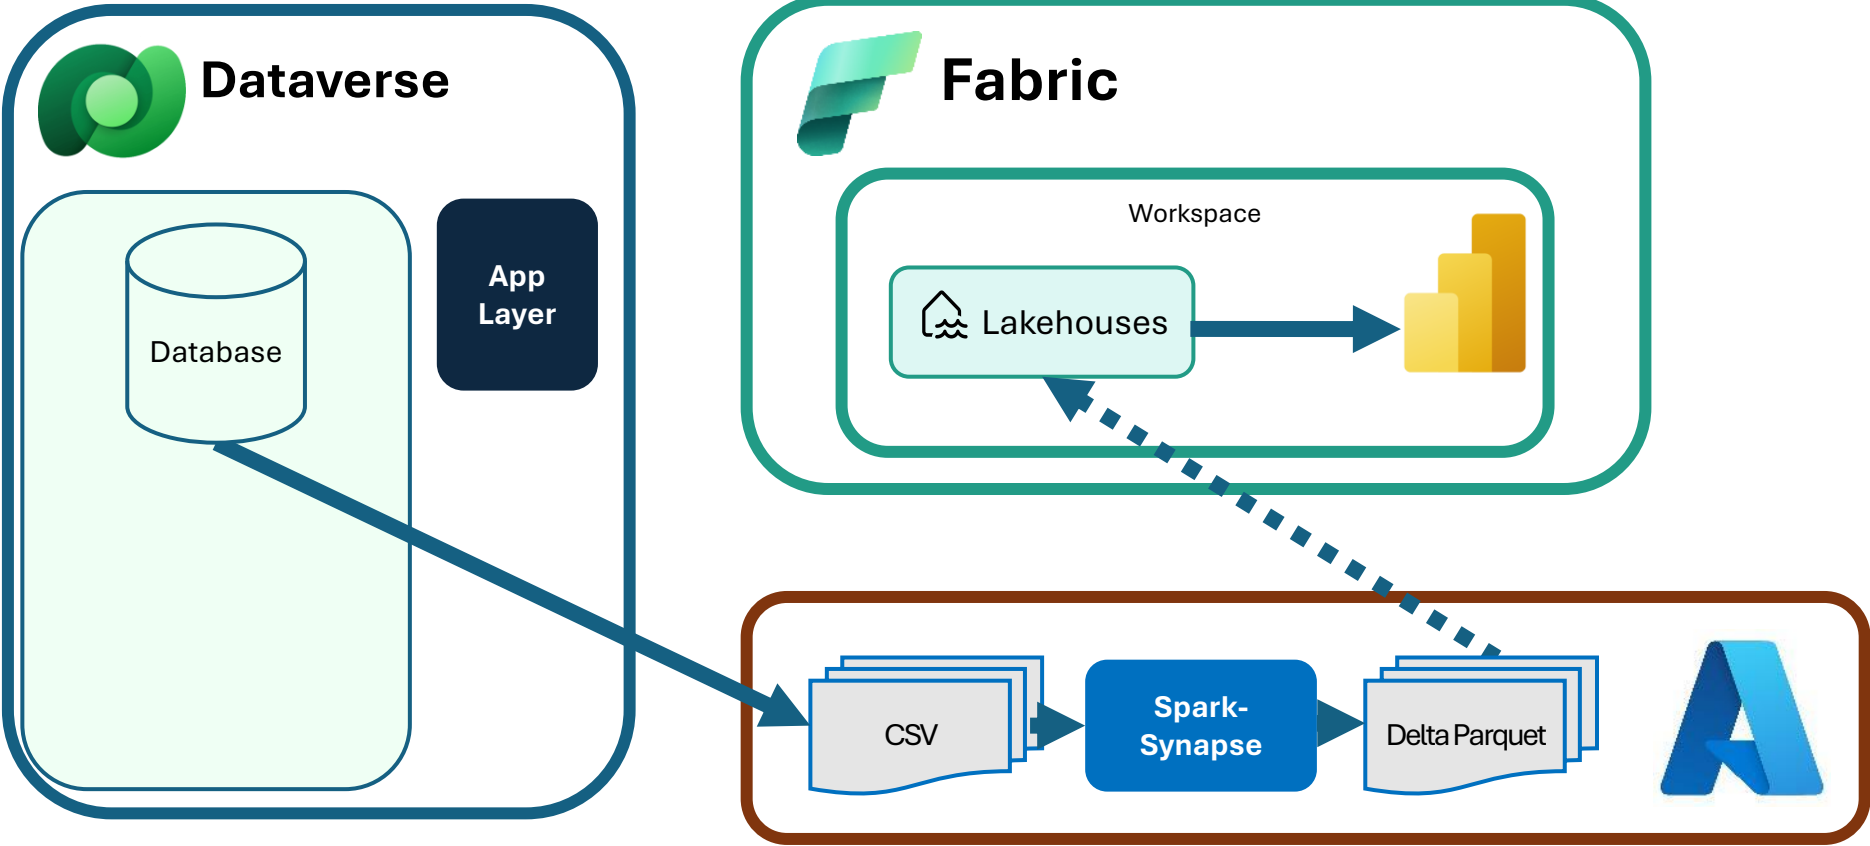 Dataverse
Database
App
Layer
Fabric
Workspace
Lakehouses
CSV
Spark-
Synapse
Delta Parquet